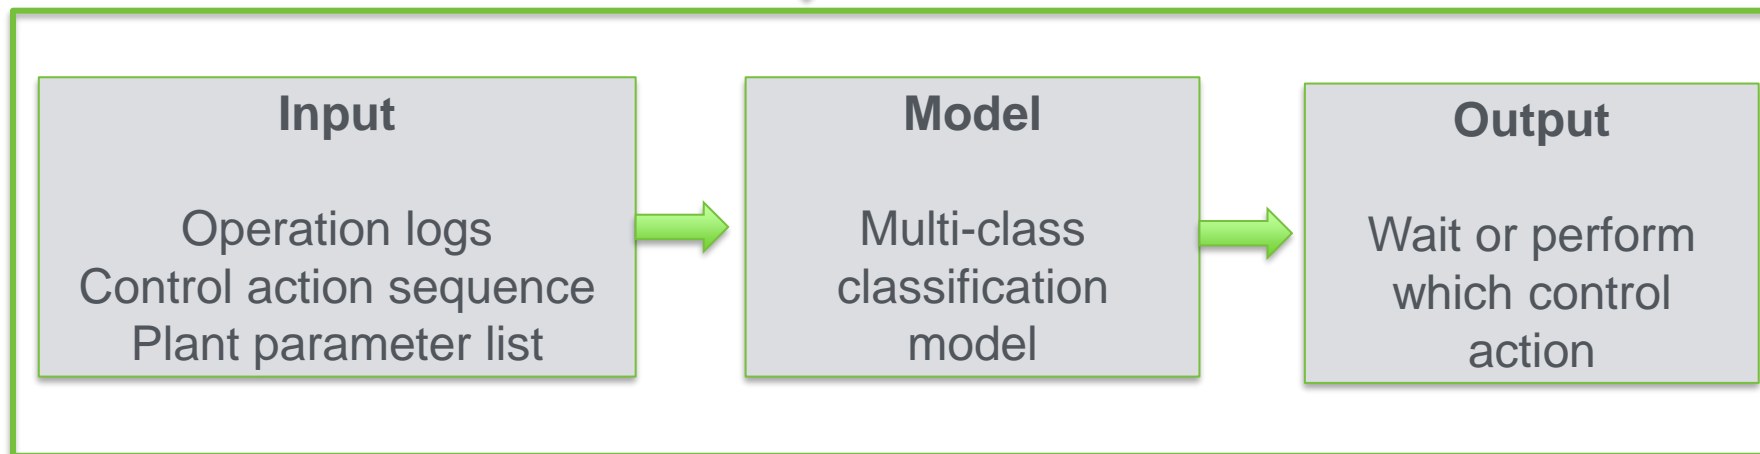 Input
Operation logs
Control action sequence
Plant parameter list
Model
Multi-class
classification
model
Output
Wait or perform
which control
action